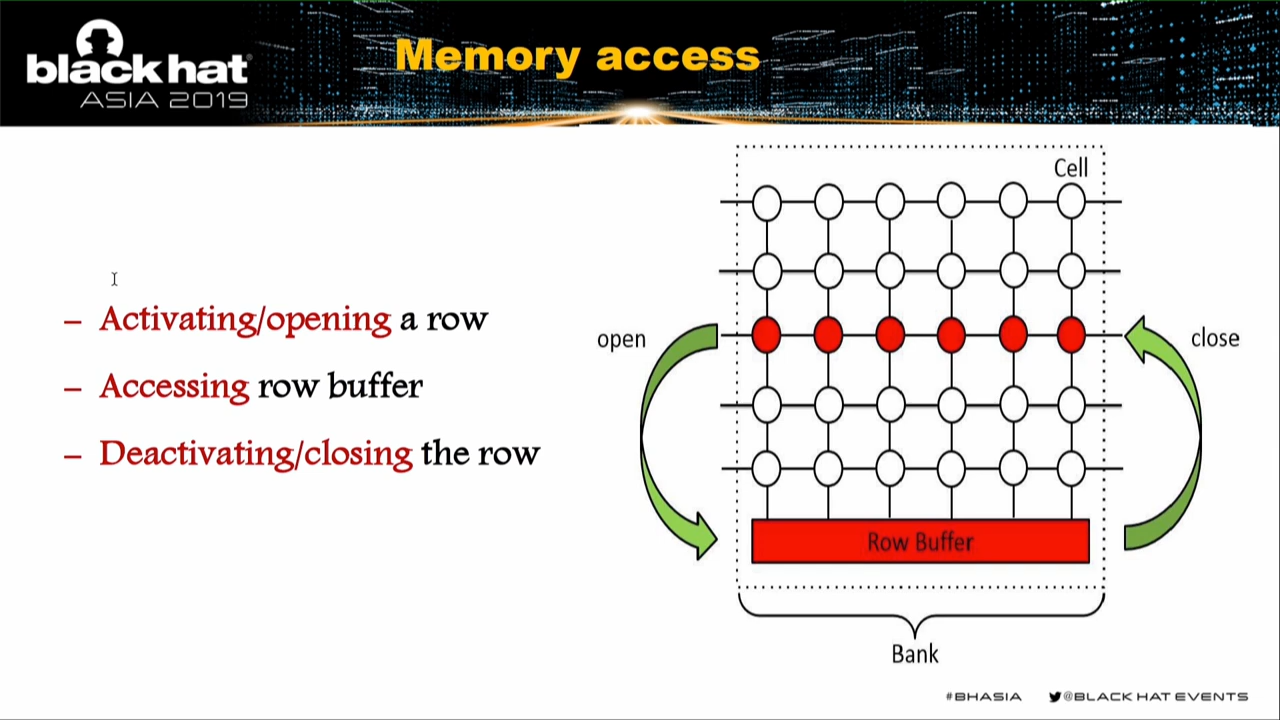 black hat
ASIA 2019
Memory access
– Activating/opening a row
– Accessing row buffer
– Deactivating/closing the row
Cell
open
close
Row Buffer
Bank
#BHASIA
@BLACK HAT EVENTS